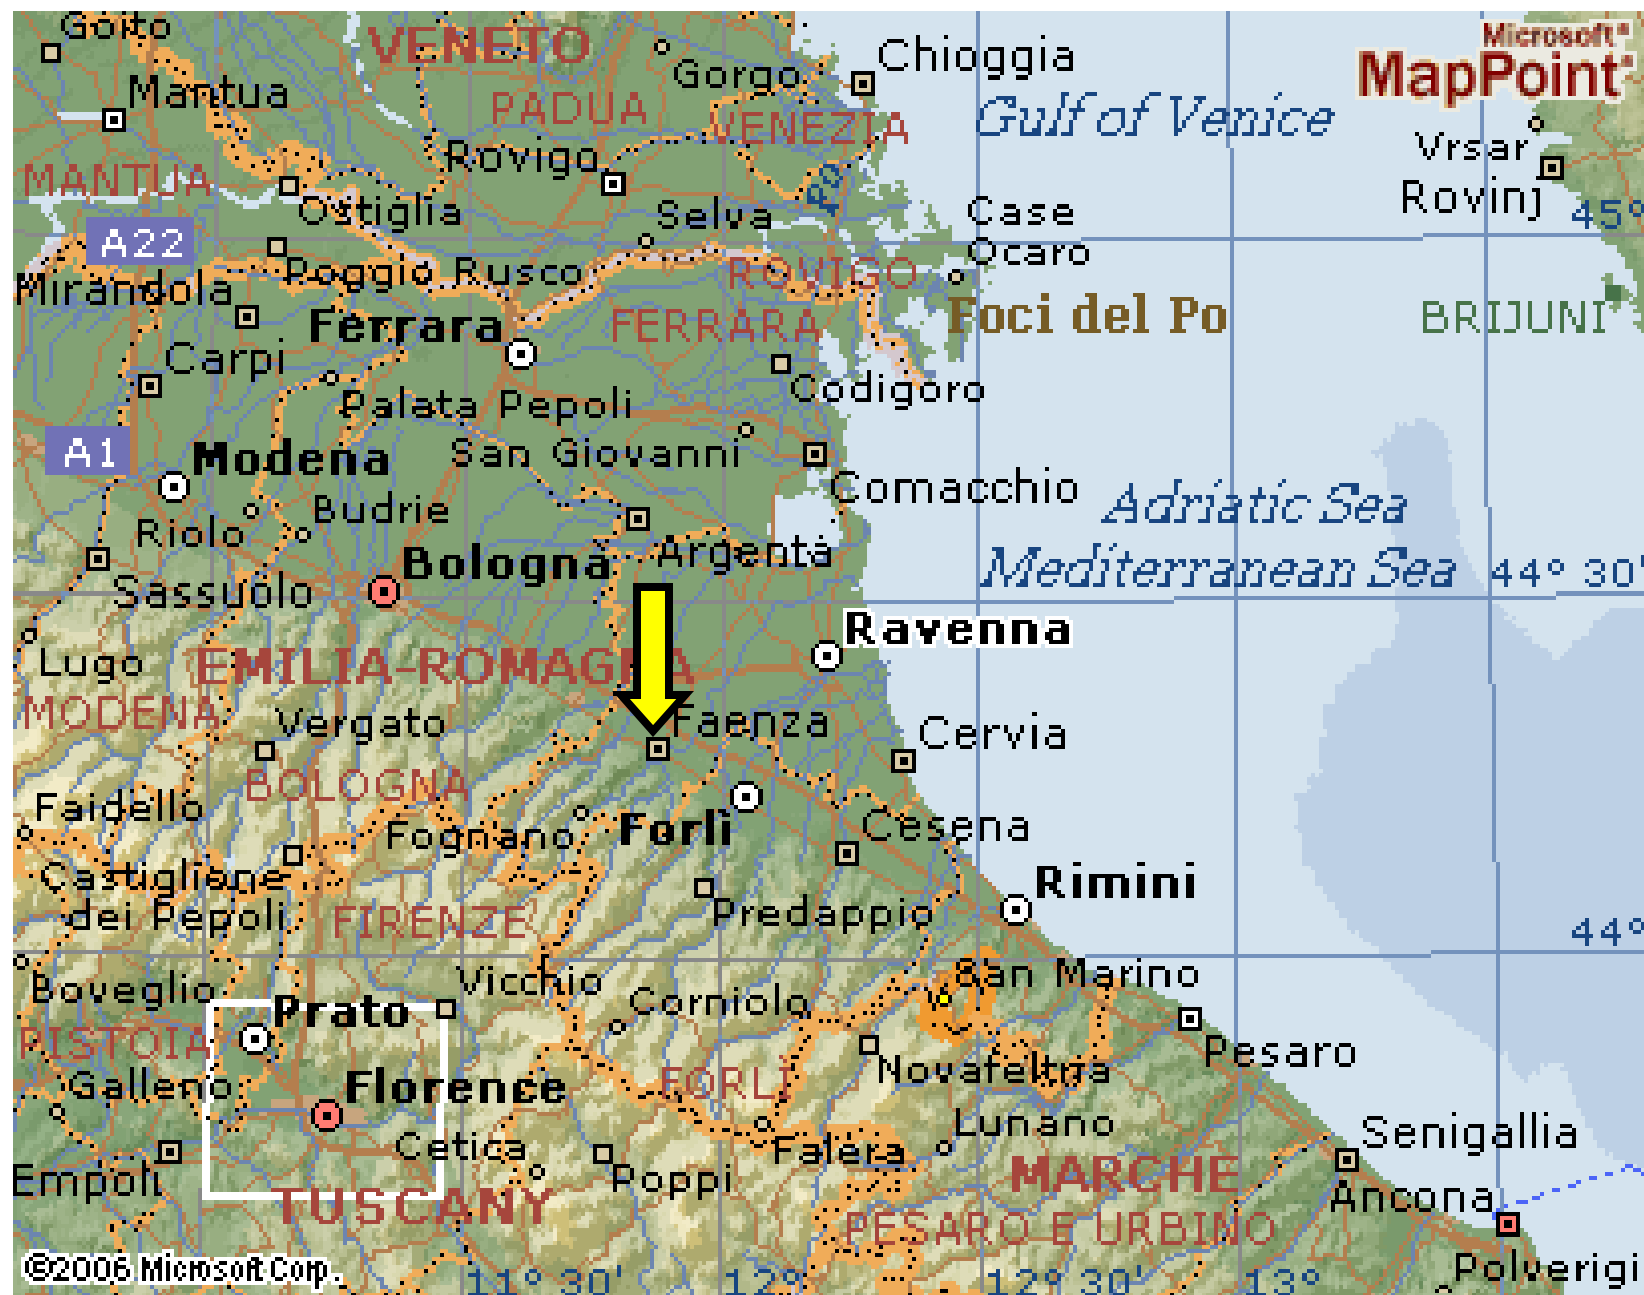 Goito
VENETO
Gorgo
Chioggia
Microsoft®
MapPoint®
Mantua
PADUA
VENEZIA
Gulf of Venice
Vrsar
MANTUA
Rovigo
Po
Rovinj
Ostiglia
Selva
Case
Ocaro
45°
A22
Poggio Rusco
ROVIGO
Mirandola
Ferrara
FERRARA
Foci del Po
BRIJUNI
Carpi
Palata Pepoli
Codigoro
A1
Modena
San Giovanni
Comacchio
Adriatic Sea
Riolo
Budrie
Bologna
Argenta
Mediterranean Sea
44° 30'
Sassuolo
Ravenna
Lugo
EMILIA-ROMAGNA
MODENA
Vergato
Faenza
Cervia
BOLOGNA
Faidello
Fognano
Forlì
Cesena
Castiglione
dei Pepoli
FIRENZE
Predappio
Rimini
44°
Boveglio
Vicchio
Corniolo
San Marino
Prato
PISTOIA
Pesaro
Galleno
Florence
FORLÌ
Novafeltria
Cetica
Falera
Lunano
Senigallia
Empoli
Poppi
MARCHE
TUSCANY
Ancona
PESARO E URBINO
©2006 Microsoft Corp.
11° 30'
12°
12° 30'
13°
Polverigi